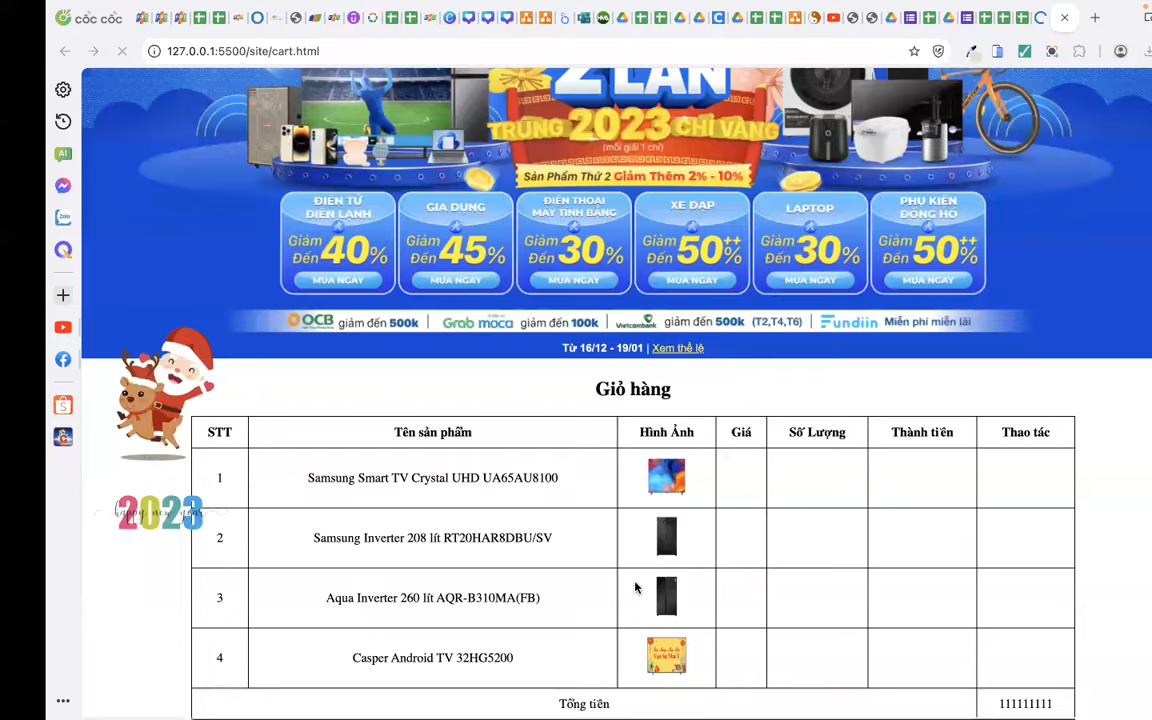 cốc cốc
127.0.0.1:5500/site/cart.html
2 LẦN
TRÚNG 2023 CHỈ VÀNG
(mỗi giải 1 chỉ)
Sản Phẩm Thứ 2 Giảm Thêm 2% - 10%
ĐIỆN TỬ
ĐIỆN LẠNH
Giảm Đến 40%
MUA NGAY
GIA DỤNG
Giảm Đến 45%
MUA NGAY
ĐIỆN THOẠI
MÁY TÍNH BẢNG
Giảm Đến 30%
MUA NGAY
XE ĐẠP
Giảm Đến 50%++
MUA NGAY
LAPTOP
Giảm Đến 30%
MUA NGAY
PHỤ KIỆN
ĐỒNG HỒ
Giảm Đến 50%++
MUA NGAY
OCB giảm đến 500k | Grab moca giảm đến 100k | Vietcombank giảm đến 500k (T2,T4,T6) | Fundiin Miễn phí miễn lãi
Từ 16/12 - 19/01 | Xem thể lệ
happy new year
2023
Giỏ hàng
STT Tên sản phẩm Hình Ảnh Giá Số Lượng Thành tiền Thao tác
1 Samsung Smart TV Crystal UHD UA65AU8100
2 Samsung Inverter 208 lít RT20HAR8DBU/SV
3 Aqua Inverter 260 lít AQR-B310MA(FB)
4 Casper Android TV 32HG5200
Tổng tiền 111111111